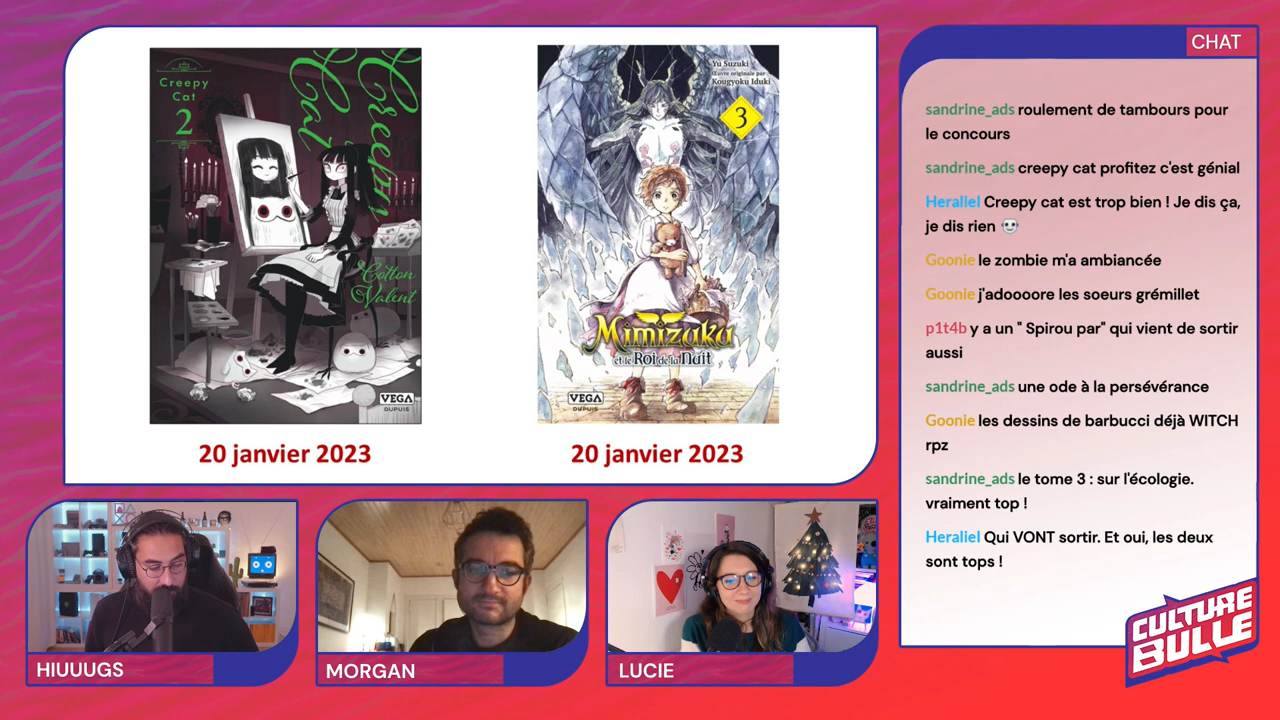 Creepy
Cat
2
Creepy
Cat
Cotton
Valent
VEGA
DUPUIS
20 janvier 2023
Yu Suzuki
Œuvre originale par
Kougyoku Iduki
3
Mimizuku
et le Roi de la Nuit
VEGA
DUPUIS
20 janvier 2023
HIUUUGS
MORGAN
LUCIE
CHAT
sandrine_ads roulement de tambours pour
le concours
sandrine_ads creepy cat profitez c'est génial
Heraliel Creepy cat est trop bien ! Je dis ça,
je dis rien
Goonie le zombie m'a ambiancée
Goonie j'adoooore les soeurs grémillet
p1t4b y a un " Spirou par" qui vient de sortir
aussi
sandrine_ads une ode à la persévérance
Goonie les dessins de barbucci déjà WITCH
rpz
sandrine_ads le tome 3 : sur l'écologie.
vraiment top !
Heraliel Qui VONT sortir. Et oui, les deux
sont tops !
CULTURE
BULLE